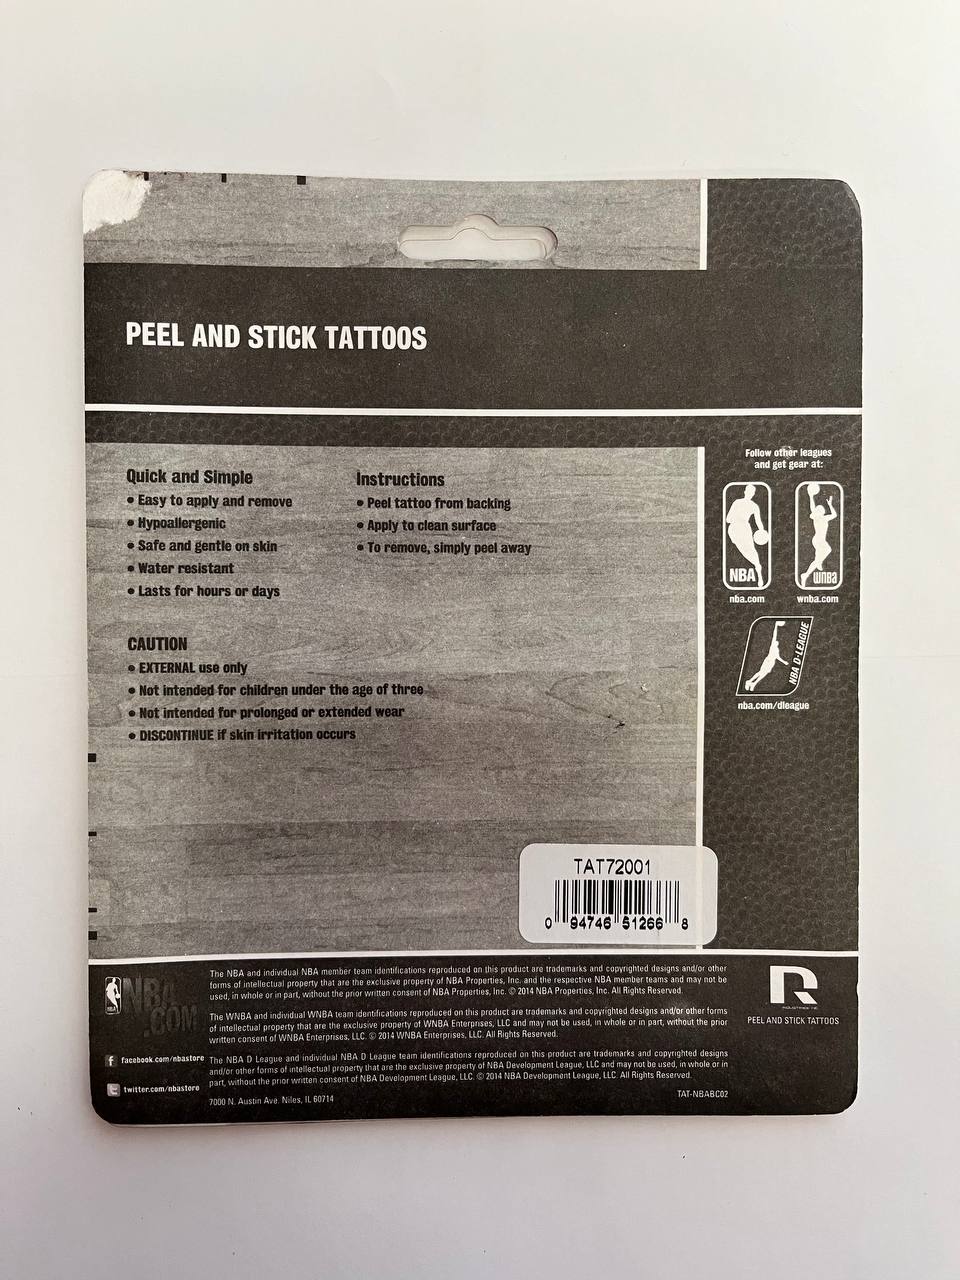 PEEL AND STICK TATTOOS
Quick and Simple
• Easy to apply and remove
• Hypoallergenic
• Safe and gentle on skin
• Water resistant
• Lasts for hours or days
Instructions
• Peel tattoo from backing
• Apply to clean surface
• To remove, simply peel away
CAUTION
• EXTERNAL use only
• Not intended for children under the age of three
• Not intended for prolonged or extended wear
• DISCONTINUE if skin irritation occurs
Follow other leagues
and get gear at:
NBA
nba.com
WNBA
wnba.com
NBA D-LEAGUE
nba.com/dleague
TAT72001
0 94746 51266 8
NBA
NBA
.COM
facebook.com/nbastore
twitter.com/nbastore
The NBA and individual NBA member team identifications reproduced on this product are trademarks and copyrighted designs and/or other
forms of intellectual property that are the exclusive property of NBA Properties, Inc. and the respective NBA member teams and may not be
used, in whole or in part, without the prior written consent of NBA Properties, Inc. © 2014 NBA Properties, Inc. All Rights Reserved.
The WNBA and individual WNBA team identifications reproduced on this product are trademarks and copyrighted designs and/or other forms
of intellectual property that are the exclusive property of WNBA Enterprises, LLC and may not be used, in whole or in part, without the prior
written consent of WNBA Enterprises, LLC. © 2014 WNBA Enterprises, LLC. All Rights Reserved.
The NBA D League and individual NBA D League team identifications reproduced on this product are trademarks and copyrighted designs
and/or other forms of intellectual property that are the exclusive property of NBA Development League, LLC and may not be used, in whole or in
part, without the prior written consent of NBA Development League, LLC. © 2014 NBA Development League, LLC. All Rights Reserved.
7000 N. Austin Ave. Niles, IL 60714
TAT-NBABC02
R
PEEL AND STICK TATTOOS